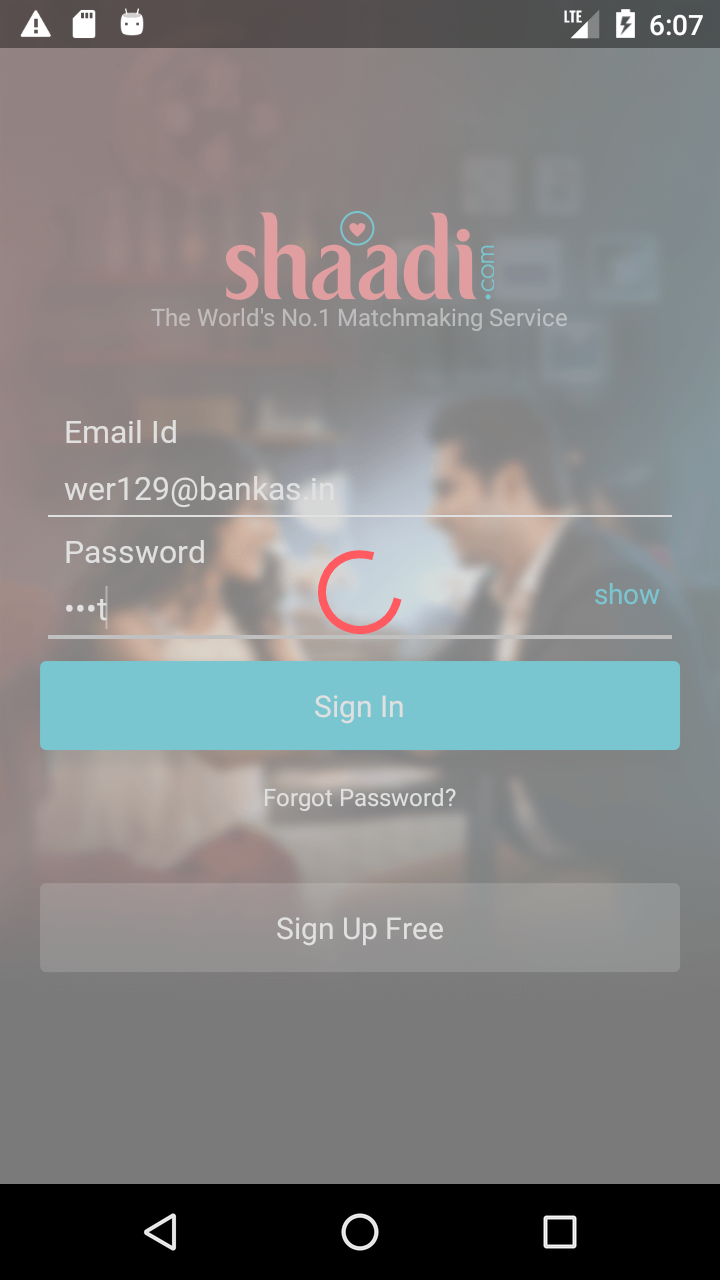 LTE 6:07
shaadi.com
The World's No.1 Matchmaking Service
Email Id
wer129@bankas.in
Password
•••t
show
Sign In
Forgot Password?
Sign Up Free